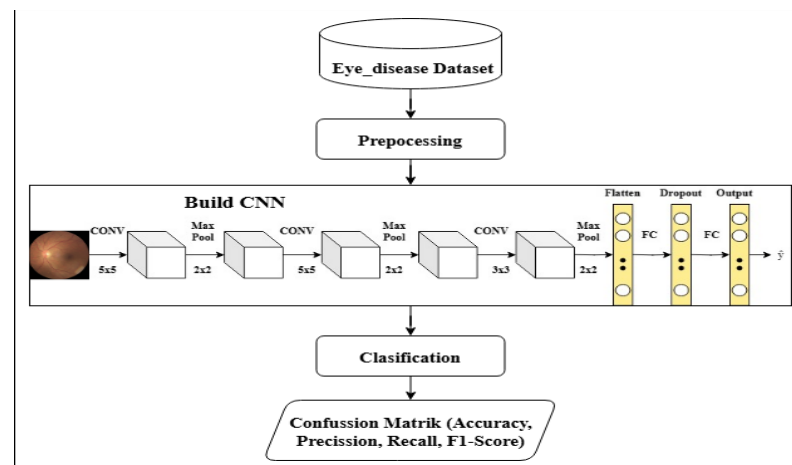 Eye_disease Dataset
Prepocessing
Build CNN
Flatten Dropout Output
CONV Max Pool CONV Max Pool CONV Max Pool FC FC
5x5 2x2 5x5 2x2 3x3 2x2 ŷ
Clasification
Confussion Matrik (Accuracy,
Precission, Recall, F1-Score)